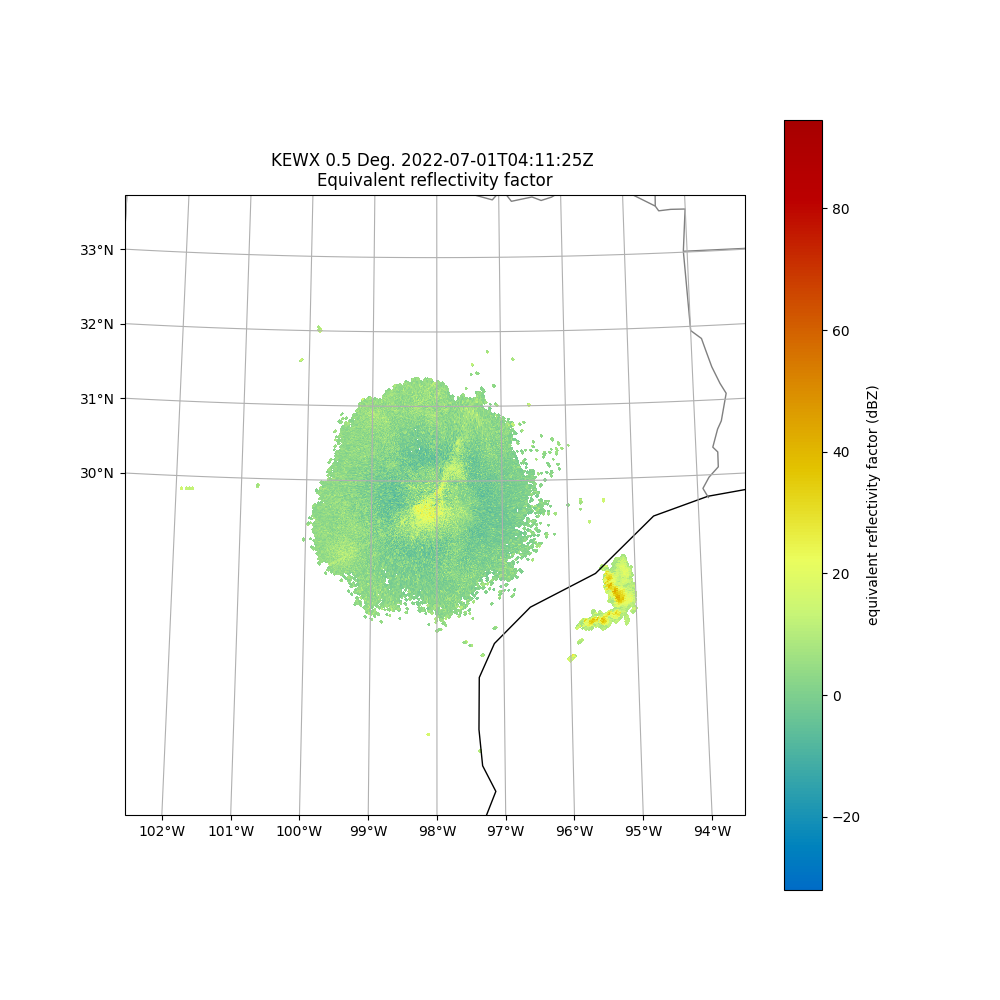 KEWX 0.5 Deg. 2022-07-01T04:11:25Z
Equivalent reflectivity factor
33°N
32°N
31°N
30°N
102°W 101°W 100°W 99°W 98°W 97°W 96°W 95°W 94°W
80
60
40
20
0
−20
equivalent reflectivity factor (dBZ)